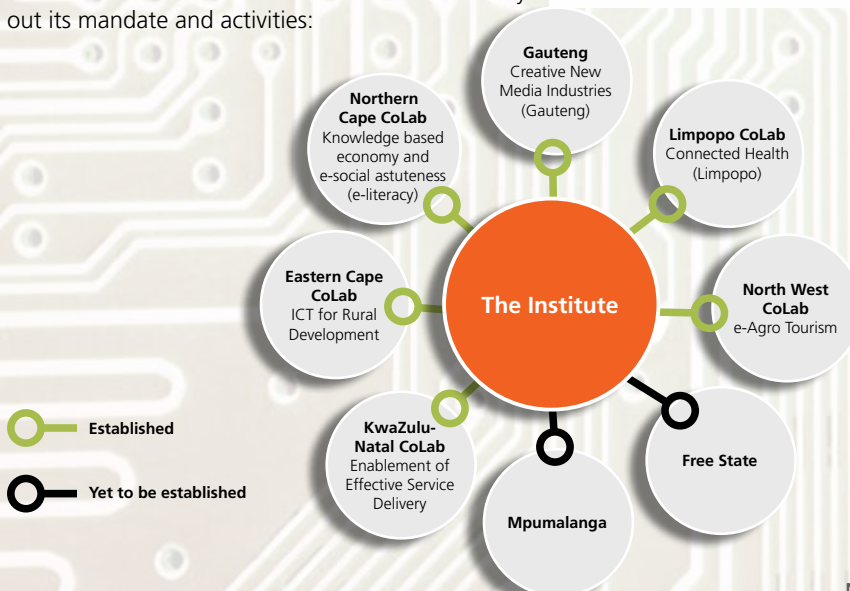 out its mandate and activities:
Gauteng
Creative New
Media Industries
(Gauteng)
Northern
Cape CoLab
Knowledge based
economy and
e-social astuteness
(e-literacy)
Limpopo CoLab
Connected Health
(Limpopo)
Eastern Cape
CoLab
ICT for Rural
Development
The Institute
North West
CoLab
e-Agro Tourism
KwaZulu-
Natal CoLab
Enablement of
Effective Service
Delivery
Mpumalanga
Free State
Established
Yet to be established